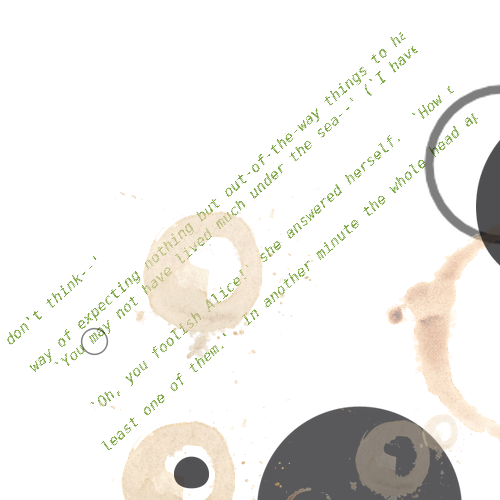 don't think--'
way of expecting nothing but out-of-the-way things to
`You may not have lived much under the sea--' (`I have
`Oh, you foolish Alice!' she answered herself. `How
least one of them.' In another minute the whole head